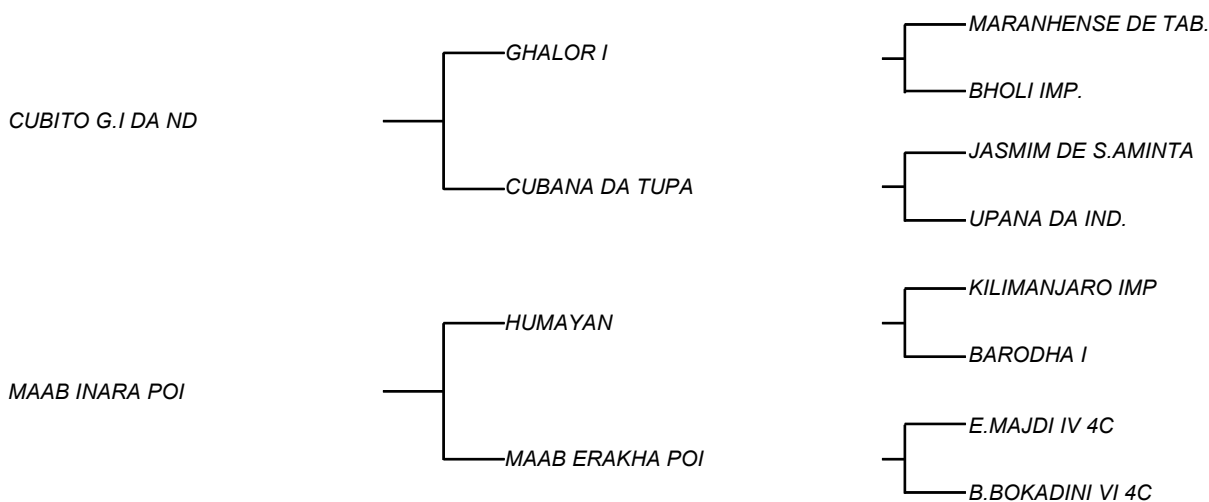 MARANHENSE DE TAB.
GHALOR I
BHOLI IMP.
CUBITO G.I DA ND
JASMIM DE S.AMINTA
CUBANA DA TUPA
UPANA DA IND.
KILIMANJARO IMP
HUMAYAN
BARODHA I
MAAB INARA POI
E.MAJDI IV 4C
MAAB ERAKHA POI
B.BOKADINI VI 4C